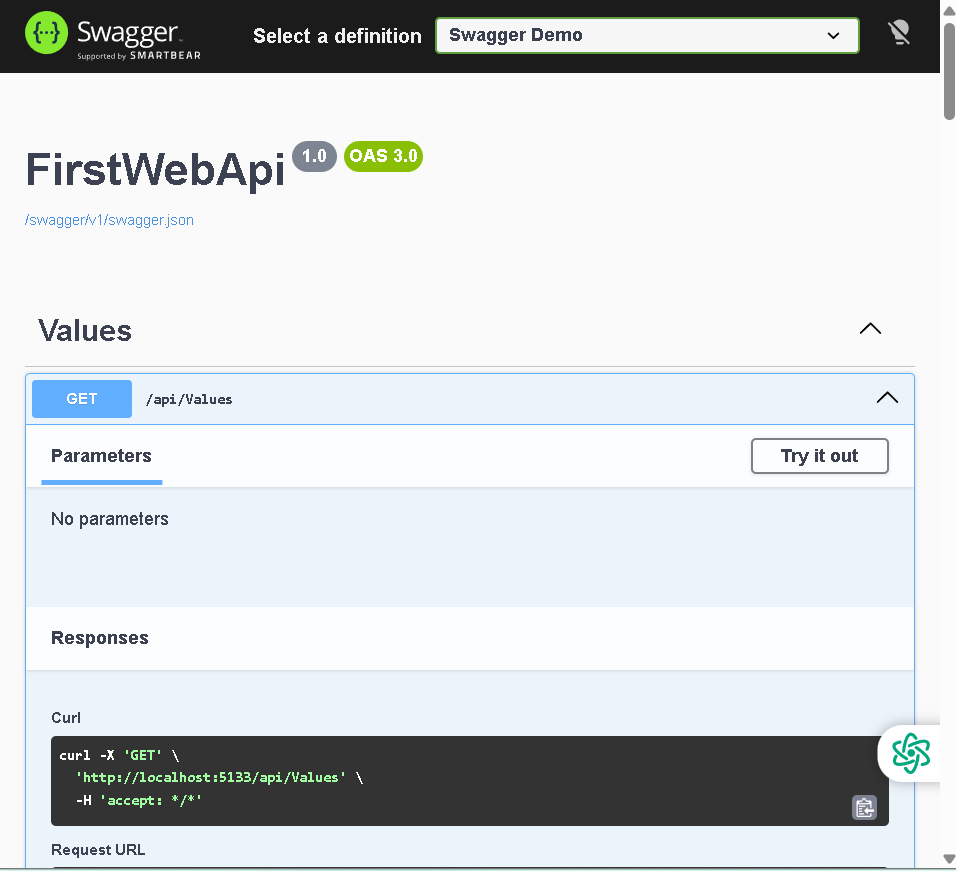 {···} Swagger™ Select a definition Swagger Demo
Supported by SMARTBEAR
FirstWebApi 1.0 OAS 3.0
/swagger/v1/swagger.json
Values
GET /api/Values
Parameters Try it out
No parameters
Responses
Curl
curl -X 'GET' \
'http://localhost:5133/api/Values' \
-H 'accept: */*'
Request URL